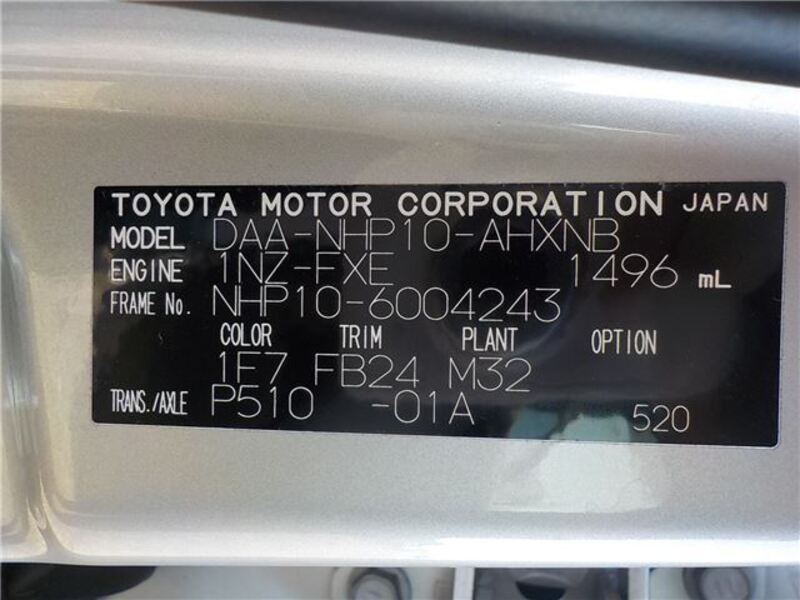 TOYOTA MOTOR CORPORATION JAPAN
MODEL DAA-NHP10-AHXNB
ENGINE 1NZ-FXE 1496 mL
FRAME No. NHP10-6004243
COLOR TRIM PLANT OPTION
1F7 FB24 M32
TRANS./AXLE P510 -01A 520